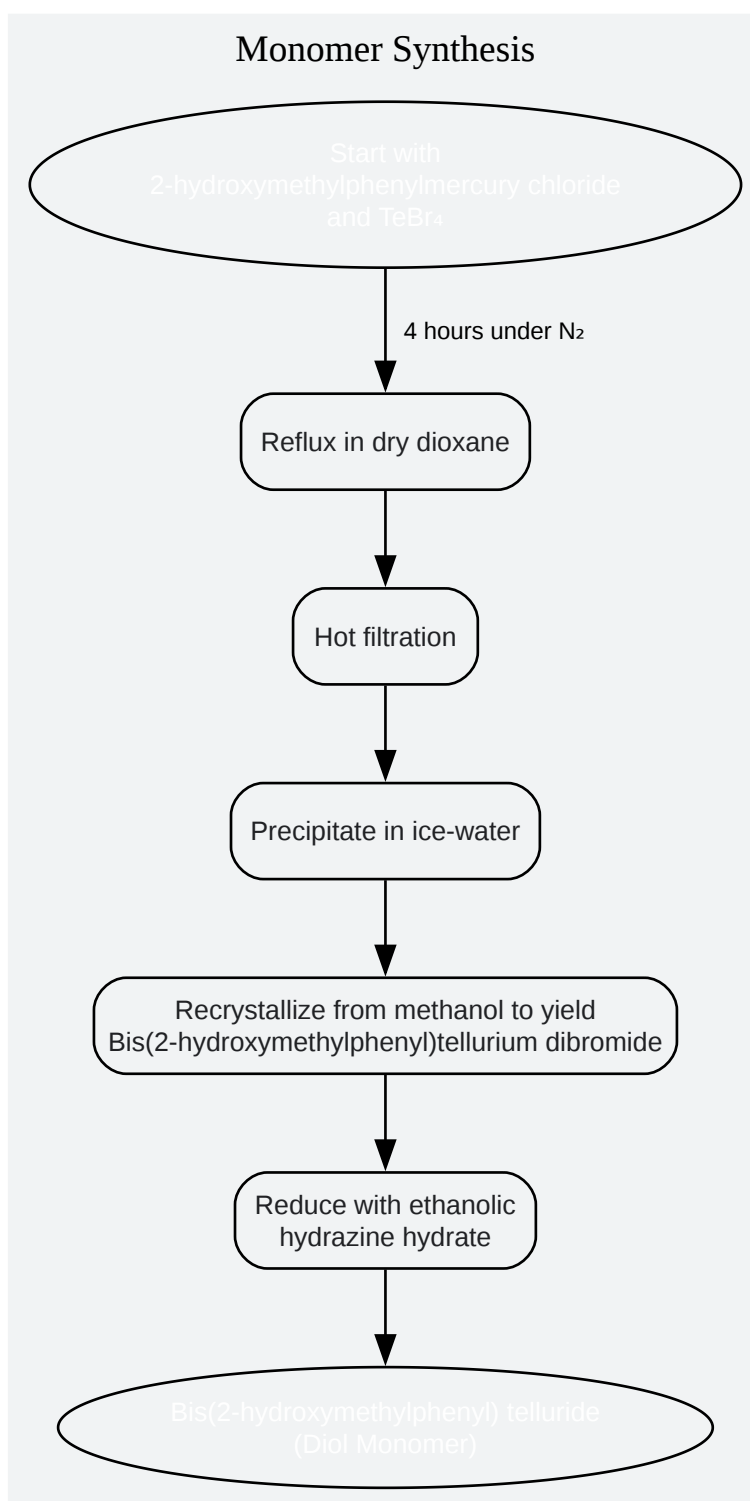 Monomer Synthesis
Start with
2-hydroxymethylphenylmercury chloride
and TeBr₄
4 hours under N₂
Reflux in dry dioxane
Hot filtration
Precipitate in ice-water
Recrystallize from methanol to yield
Bis(2-hydroxymethylphenyl)tellurium dibromide
Reduce with ethanolic
hydrazine hydrate
Bis(2-hydroxymethylphenyl) telluride
(Diol Monomer)